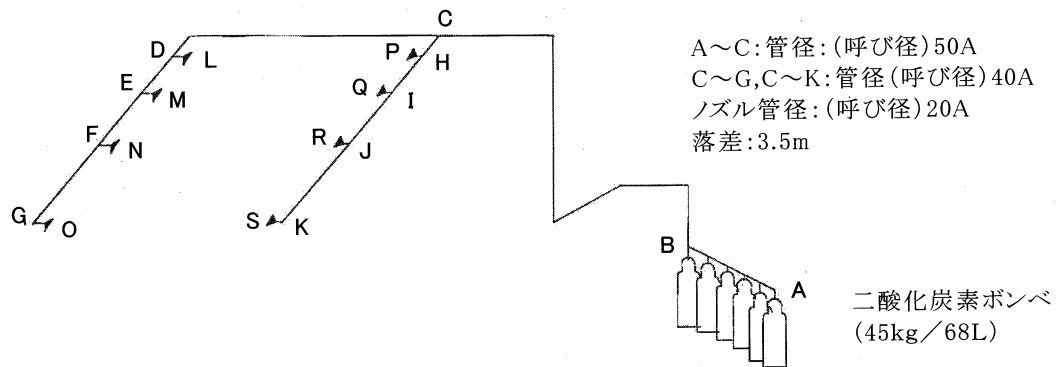 C
D
L
P
H
E
M
Q
I
F
N
R
J
G
O
S
K
B
A
A～C:管径:(呼び径)50A
C～G,C～K:管径(呼び径)40A
ノズル管径:(呼び径)20A
落差:3.5m
二酸化炭素ボンベ
(45kg／68L)